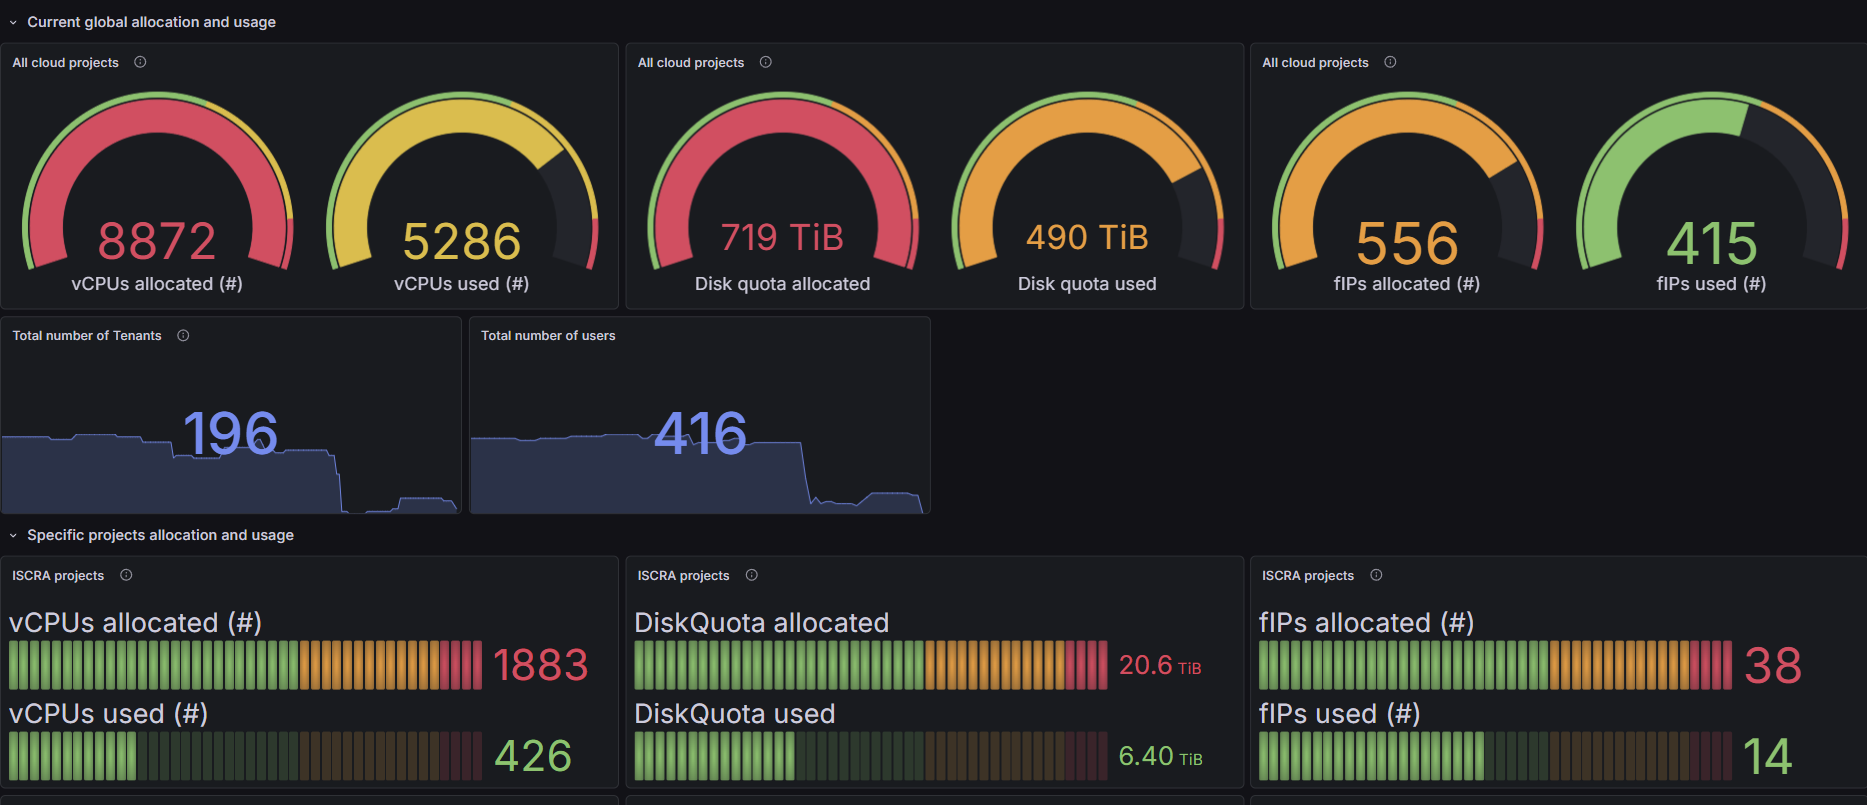 Current global allocation and usage
All cloud projects
8872
vCPUs allocated (#)
5286
vCPUs used (#)
All cloud projects
719 TiB
Disk quota allocated
490 TiB
Disk quota used
All cloud projects
556
fIPs allocated (#)
415
fIPs used (#)
Total number of Tenants
196
Total number of users
416
Specific projects allocation and usage
ISCRA projects
vCPUs allocated (#)
1883
vCPUs used (#)
426
ISCRA projects
DiskQuota allocated
20.6 TiB
DiskQuota used
6.40 TiB
ISCRA projects
fIPs allocated (#)
38
fIPs used (#)
14